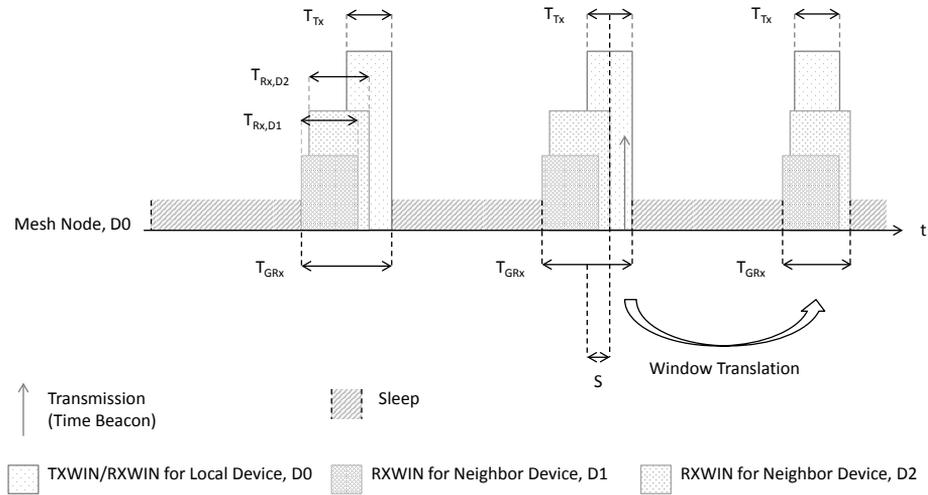 T_Tx
T_Tx
T_Tx
T_Rx,D2
T_Rx,D1
Mesh Node, D0
t
T_GRx
T_GRx
T_GRx
S
Window Translation
Transmission
(Time Beacon)
Sleep
TXWIN/RXWIN for Local Device, D0
RXWIN for Neighbor Device, D1
RXWIN for Neighbor Device, D2